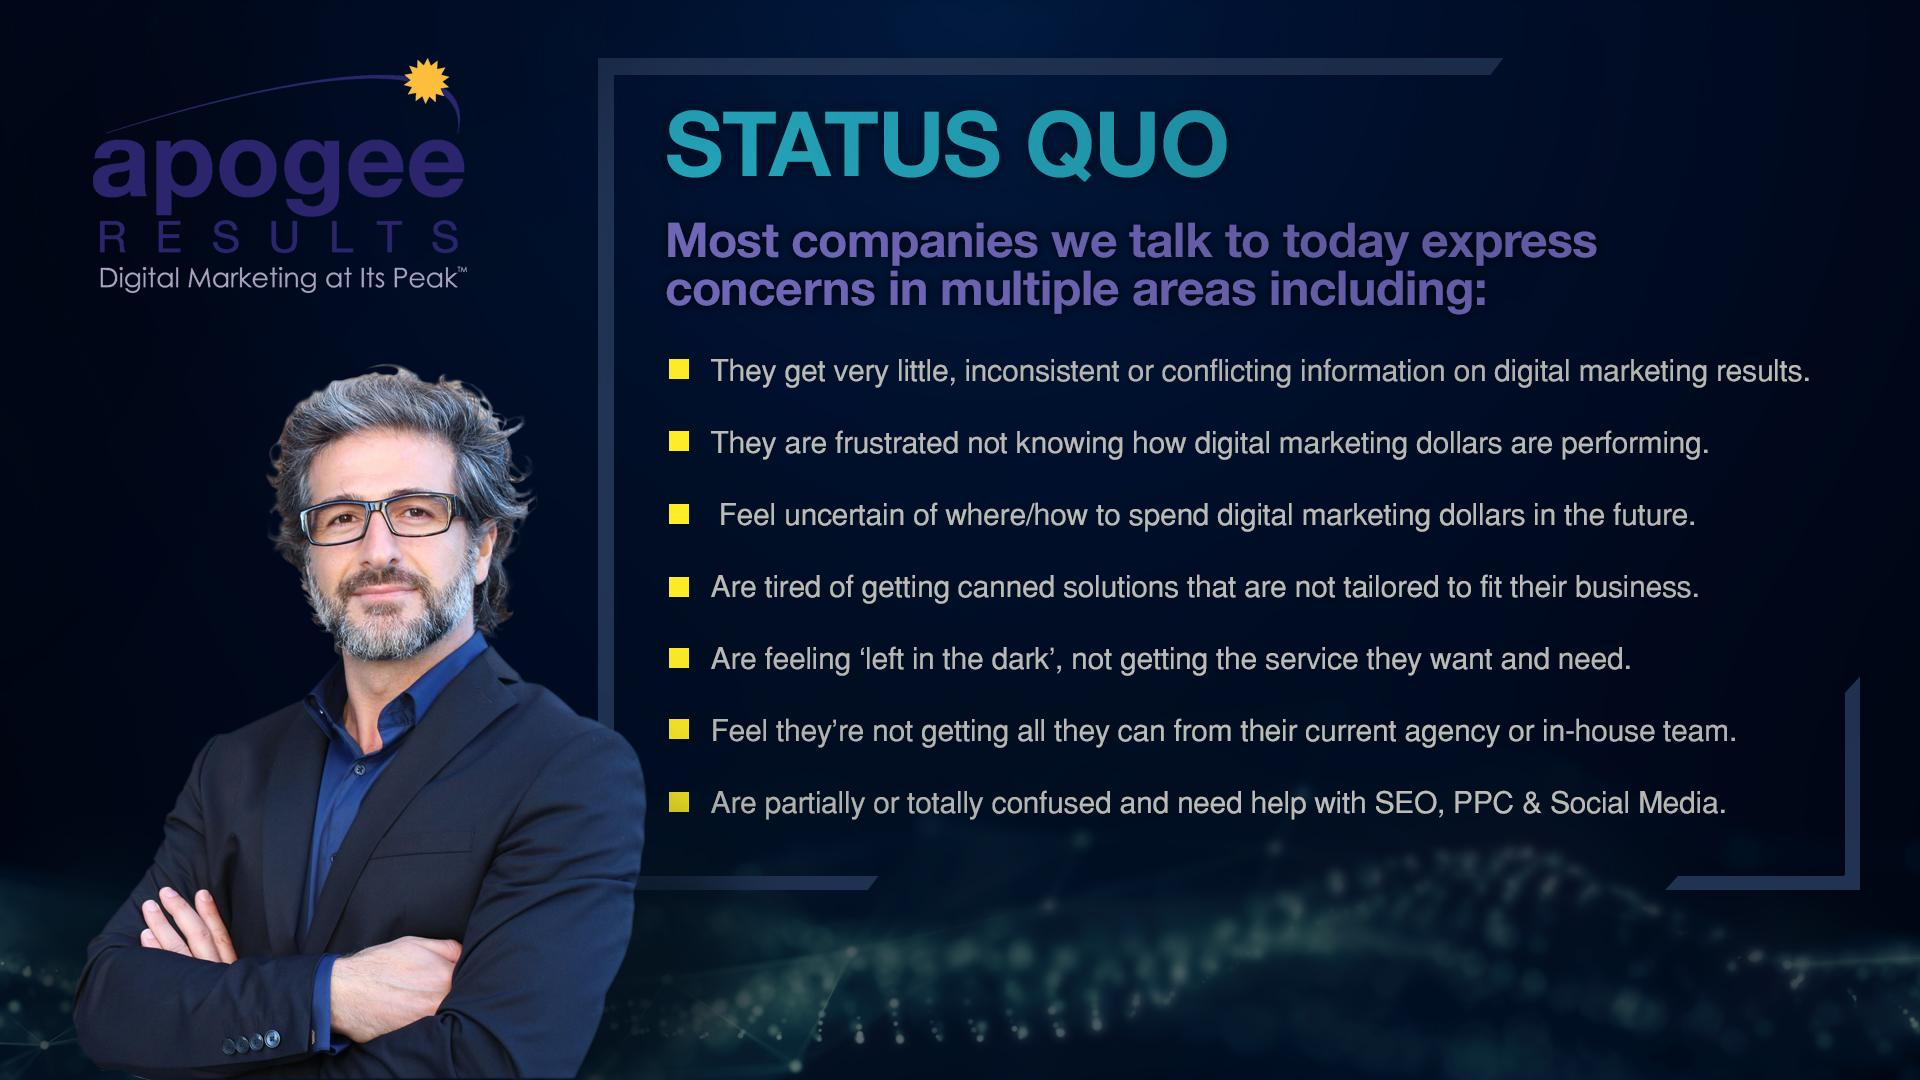 apogee
RESULTS
Digital Marketing at Its Peak™
STATUS QUO
Most companies we talk to today express
concerns in multiple areas including:
They get very little, inconsistent or conflicting information on digital marketing results.
They are frustrated not knowing how digital marketing dollars are performing.
Feel uncertain of where/how to spend digital marketing dollars in the future.
Are tired of getting canned solutions that are not tailored to fit their business.
Are feeling ‘left in the dark’, not getting the service they want and need.
Feel they’re not getting all they can from their current agency or in-house team.
Are partially or totally confused and need help with SEO, PPC & Social Media.